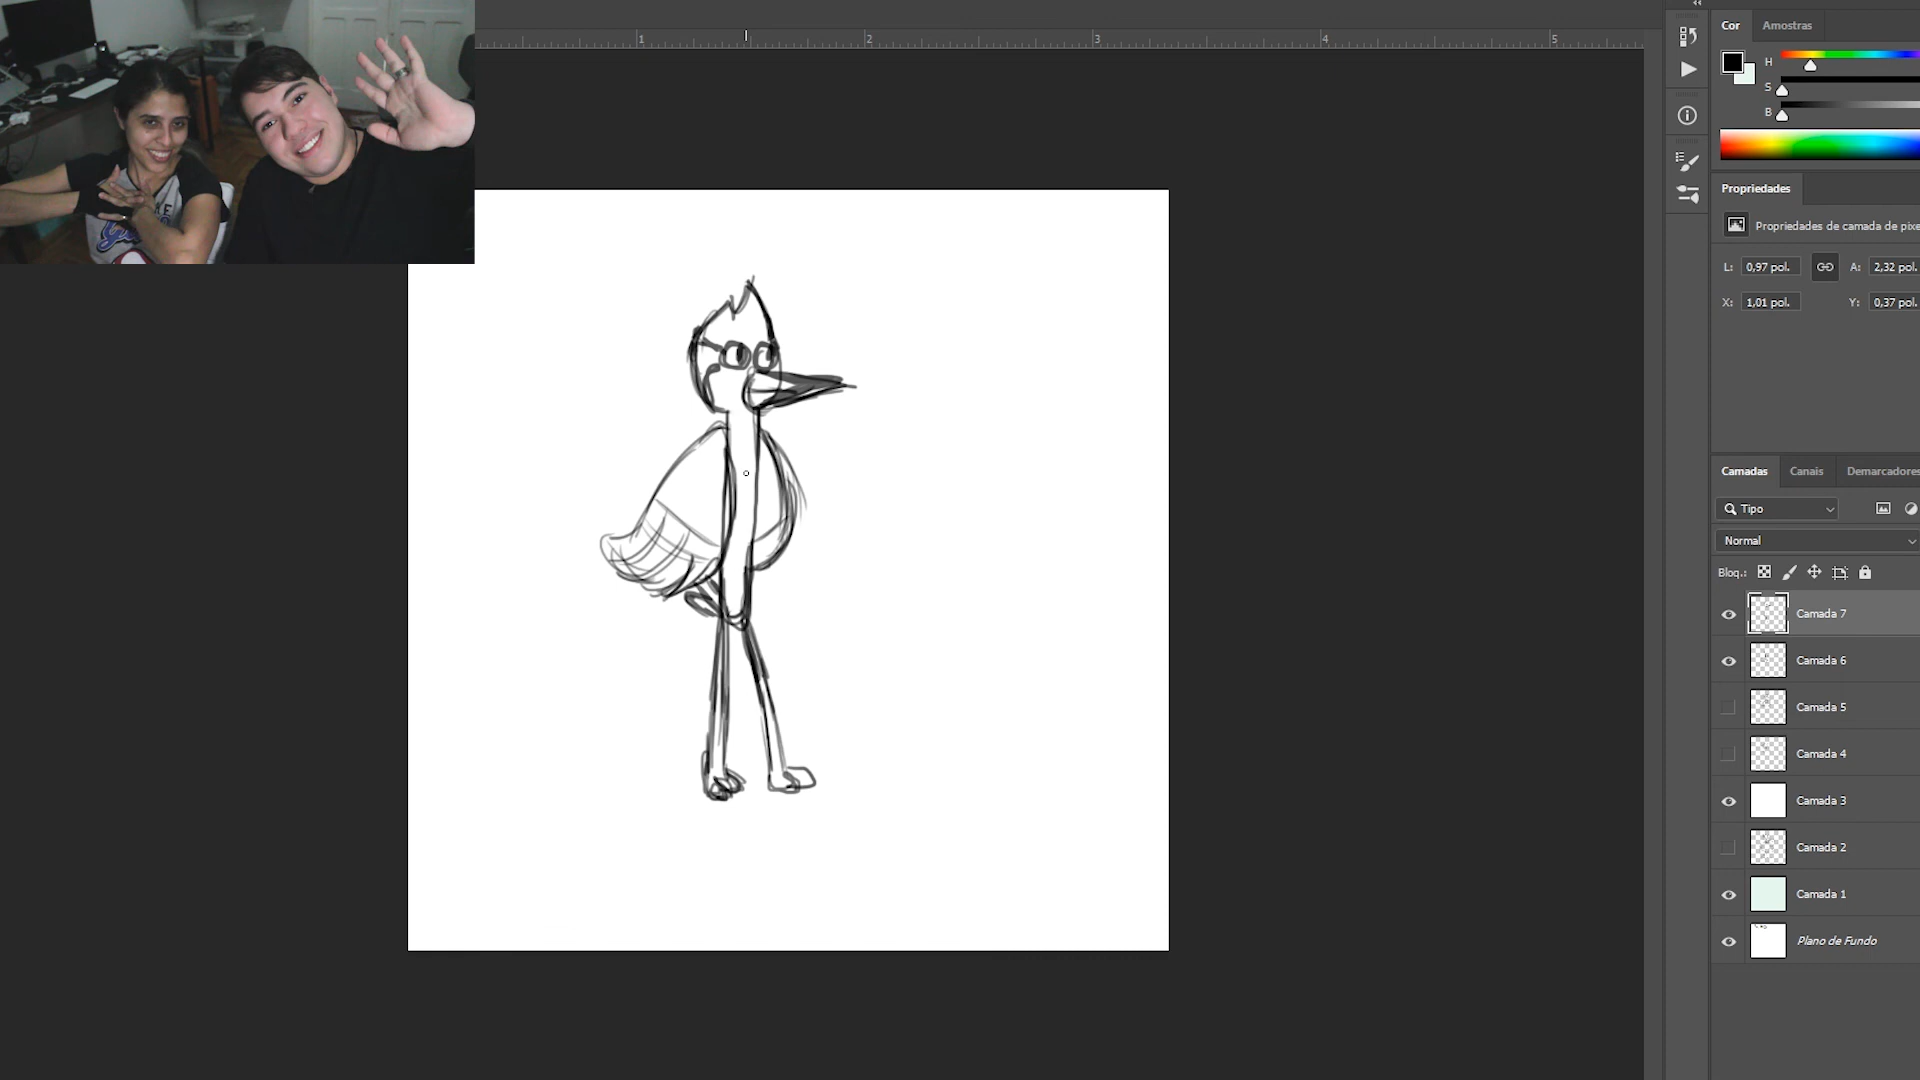 1
2
3
4
5
Cor
Amostras
H
S
B
Propriedades
Propriedades de camada de pixe
L: 0,97 pol.
A: 2,32 pol.
X: 1,01 pol.
Y: 0,37 pol.
Camadas
Canais
Demarcadores
Tipo
Normal
Bloq.:
Camada 7
Camada 6
Camada 5
Camada 4
Camada 3
Camada 2
Camada 1
Plano de Fundo